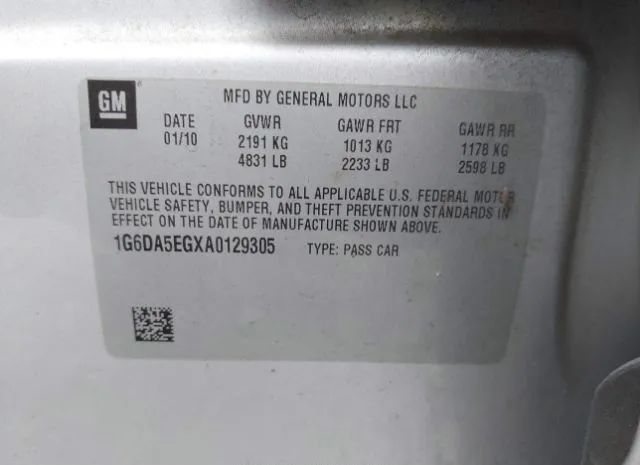 GM
MFD BY GENERAL MOTORS LLC
DATE GVWR GAWR FRT GAWR RR
01/10 2191 KG 1013 KG 1178 KG
4831 LB 2233 LB 2598 LB
THIS VEHICLE CONFORMS TO ALL APPLICABLE U.S. FEDERAL MOTOR
VEHICLE SAFETY, BUMPER, AND THEFT PREVENTION STANDARDS IN
EFFECT ON THE DATE OF MANUFACTURE SHOWN ABOVE.
1G6DA5EGXA0129305 TYPE: PASS CAR